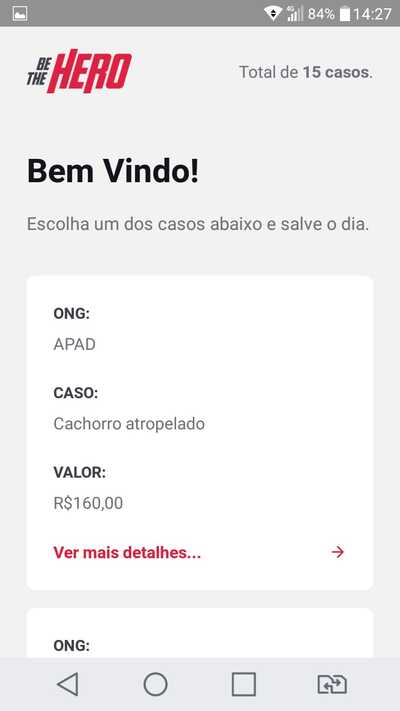 84% 14:27
BE THE HERO
Total de 15 casos.
Bem Vindo!
Escolha um dos casos abaixo e salve o dia.
ONG:
APAD
CASO:
Cachorro atropelado
VALOR:
R$160,00
Ver mais detalhes...
ONG: